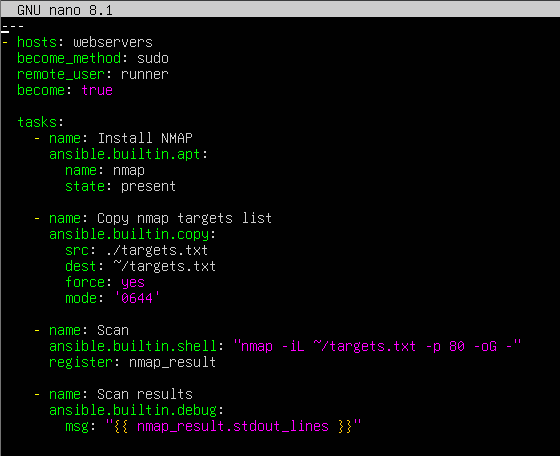 GNU nano 8.1
---
- hosts: webservers
  become_method: sudo
  remote_user: runner
  become: true

  tasks:
    - name: Install NMAP
      ansible.builtin.apt:
        name: nmap
        state: present

    - name: Copy nmap targets list
      ansible.builtin.copy:
        src: ./targets.txt
        dest: ~/targets.txt
        force: yes
        mode: '0644'

    - name: Scan
      ansible.builtin.shell: "nmap -iL ~/targets.txt -p 80 -oG -"
      register: nmap_result

    - name: Scan results
      ansible.builtin.debug:
        msg: "{{ nmap_result.stdout_lines }}"